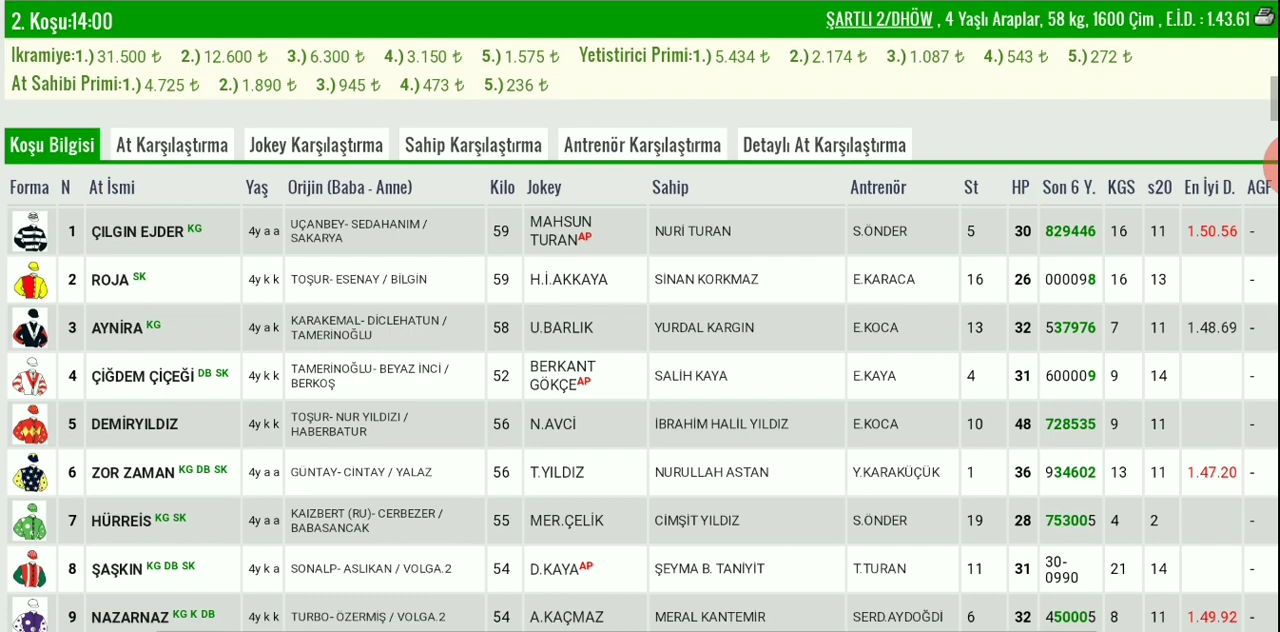 2. Koşu:14:00 ŞARTLI 2/DHÖW , 4 Yaşlı Araplar, 58 kg, 1600 Çim , E.İ.D. : 1.43.61
Ikramiye:1.) 31.500 ₺ 2.) 12.600 ₺ 3.) 6.300 ₺ 4.) 3.150 ₺ 5.) 1.575 ₺ Yetistirici Primi:1.) 5.434 ₺ 2.) 2.174 ₺ 3.) 1.087 ₺ 4.) 543 ₺ 5.) 272 ₺
At Sahibi Primi:1.) 4.725 ₺ 2.) 1.890 ₺ 3.) 945 ₺ 4.) 473 ₺ 5.) 236 ₺
Koşu Bilgisi At Karşılaştırma Jokey Karşılaştırma Sahip Karşılaştırma Antrenör Karşılaştırma Detaylı At Karşılaştırma
Forma N At İsmi Yaş Orijin (Baba - Anne) Kilo Jokey Sahip Antrenör St HP Son 6 Y. KGS s20 En İyi D. AGF
1 ÇILGIN EJDER KG 4y a a UÇANBEY- SEDAHANIM / SAKARYA 59 MAHSUN TURAN AP NURİ TURAN S.ÖNDER 5 30 829446 16 11 1.50.56 -
2 ROJA SK 4y k k TOŞUR- ESENAY / BİLGİN 59 H.İ.AKKAYA SİNAN KORKMAZ E.KARACA 16 26 000098 16 13 -
3 AYNİRA KG 4y a k KARAKEMAL- DİCLEHATUN / TAMERİNOĞLU 58 U.BARLIK YURDAL KARGIN E.KOCA 13 32 537976 7 11 1.48.69 -
4 ÇİĞDEM ÇİÇEĞİ DB SK 4y k k TAMERİNOĞLU- BEYAZ İNCİ / BERKOŞ 52 BERKANT GÖKÇE AP SALİH KAYA E.KAYA 4 31 600009 9 14 -
5 DEMİRYILDIZ 4y k k TOŞUR- NUR YILDIZI / HABERBATUR 56 N.AVCİ İBRAHİM HALİL YILDIZ E.KOCA 10 48 728535 9 11 -
6 ZOR ZAMAN KG DB SK 4y a a GÜNTAY- CINTAY / YALAZ 56 T.YILDIZ NURULLAH ASTAN Y.KARAKÜÇÜK 1 36 934602 13 11 1.47.20 -
7 HÜRREİS KG SK 4y a a KAIZBERT (RU)- CERBEZER / BABASANCAK 55 MER.ÇELİK CİMŞİT YILDIZ S.ÖNDER 19 28 753005 4 2 -
8 ŞAŞKIN KG DB SK 4y k a SONALP- ASLIKAN / VOLGA.2 54 D.KAYA AP ŞEYMA B. TANIYIT T.TURAN 11 31 30-0990 21 14 -
9 NAZARNAZ KG K DB 4y k k TURBO- ÖZERMİŞ / VOLGA.2 54 A.KAÇMAZ MERAL KANTEMİR SERD.AYDOĞDİ 6 32 450005 8 11 1.49.92 -